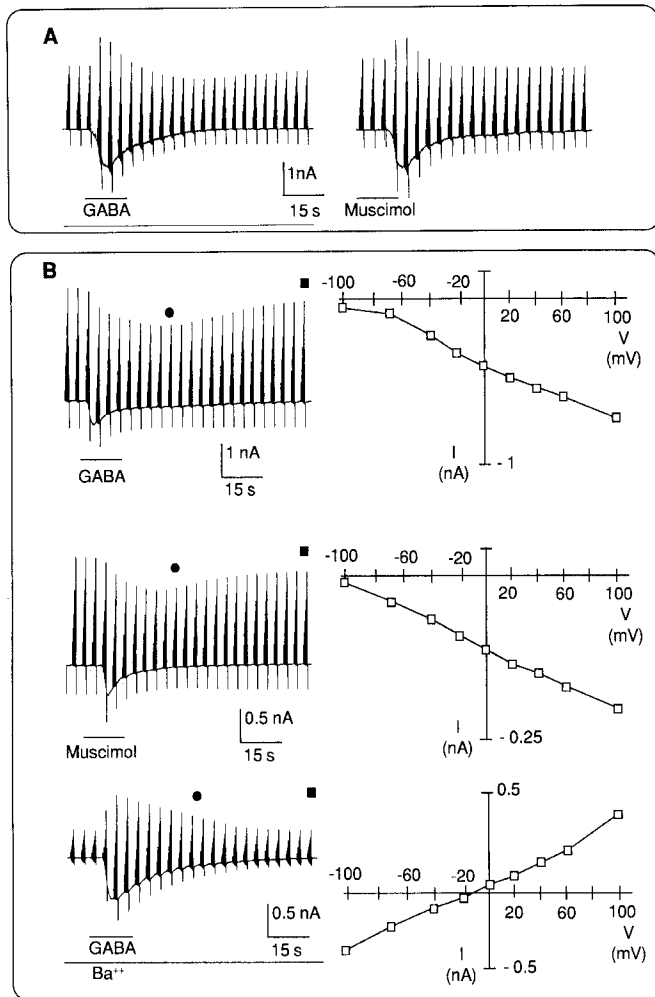 A
1nA
15 s
GABA
Muscimol
B
-100 -60 -20
20 60 100
V
(mV)
I
(nA)
- 1
1 nA
15 s
GABA
-100 -60 -20
20 60 100
V
(mV)
I
(nA)
- 0.25
0.5 nA
15 s
Muscimol
0.5
-100 -60 -20
20 60 100
V
(mV)
I
(nA)
- 0.5
0.5 nA
15 s
GABA
Ba++